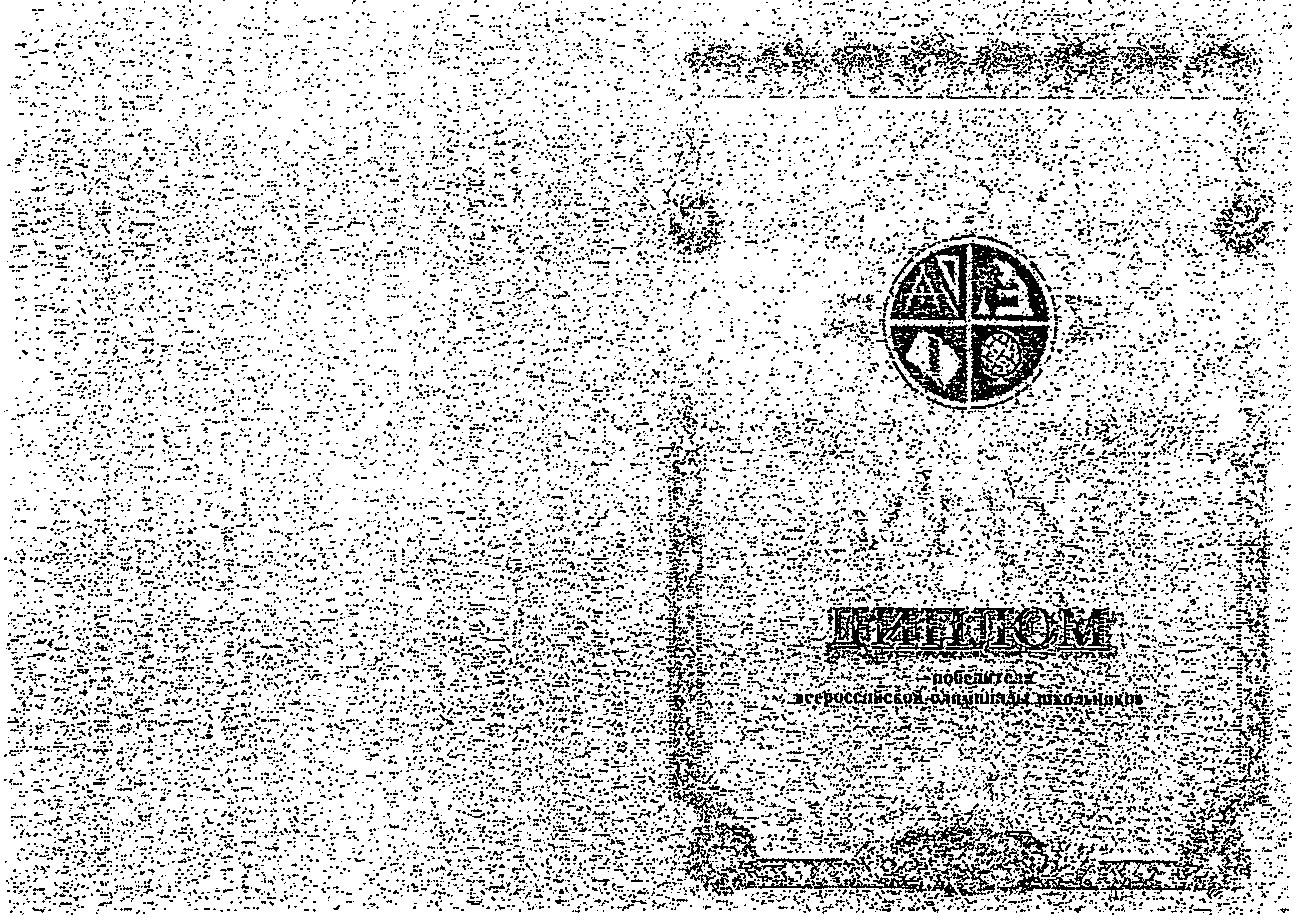 ДИПЛОМ
победителя
всероссийской олимпиады школьников